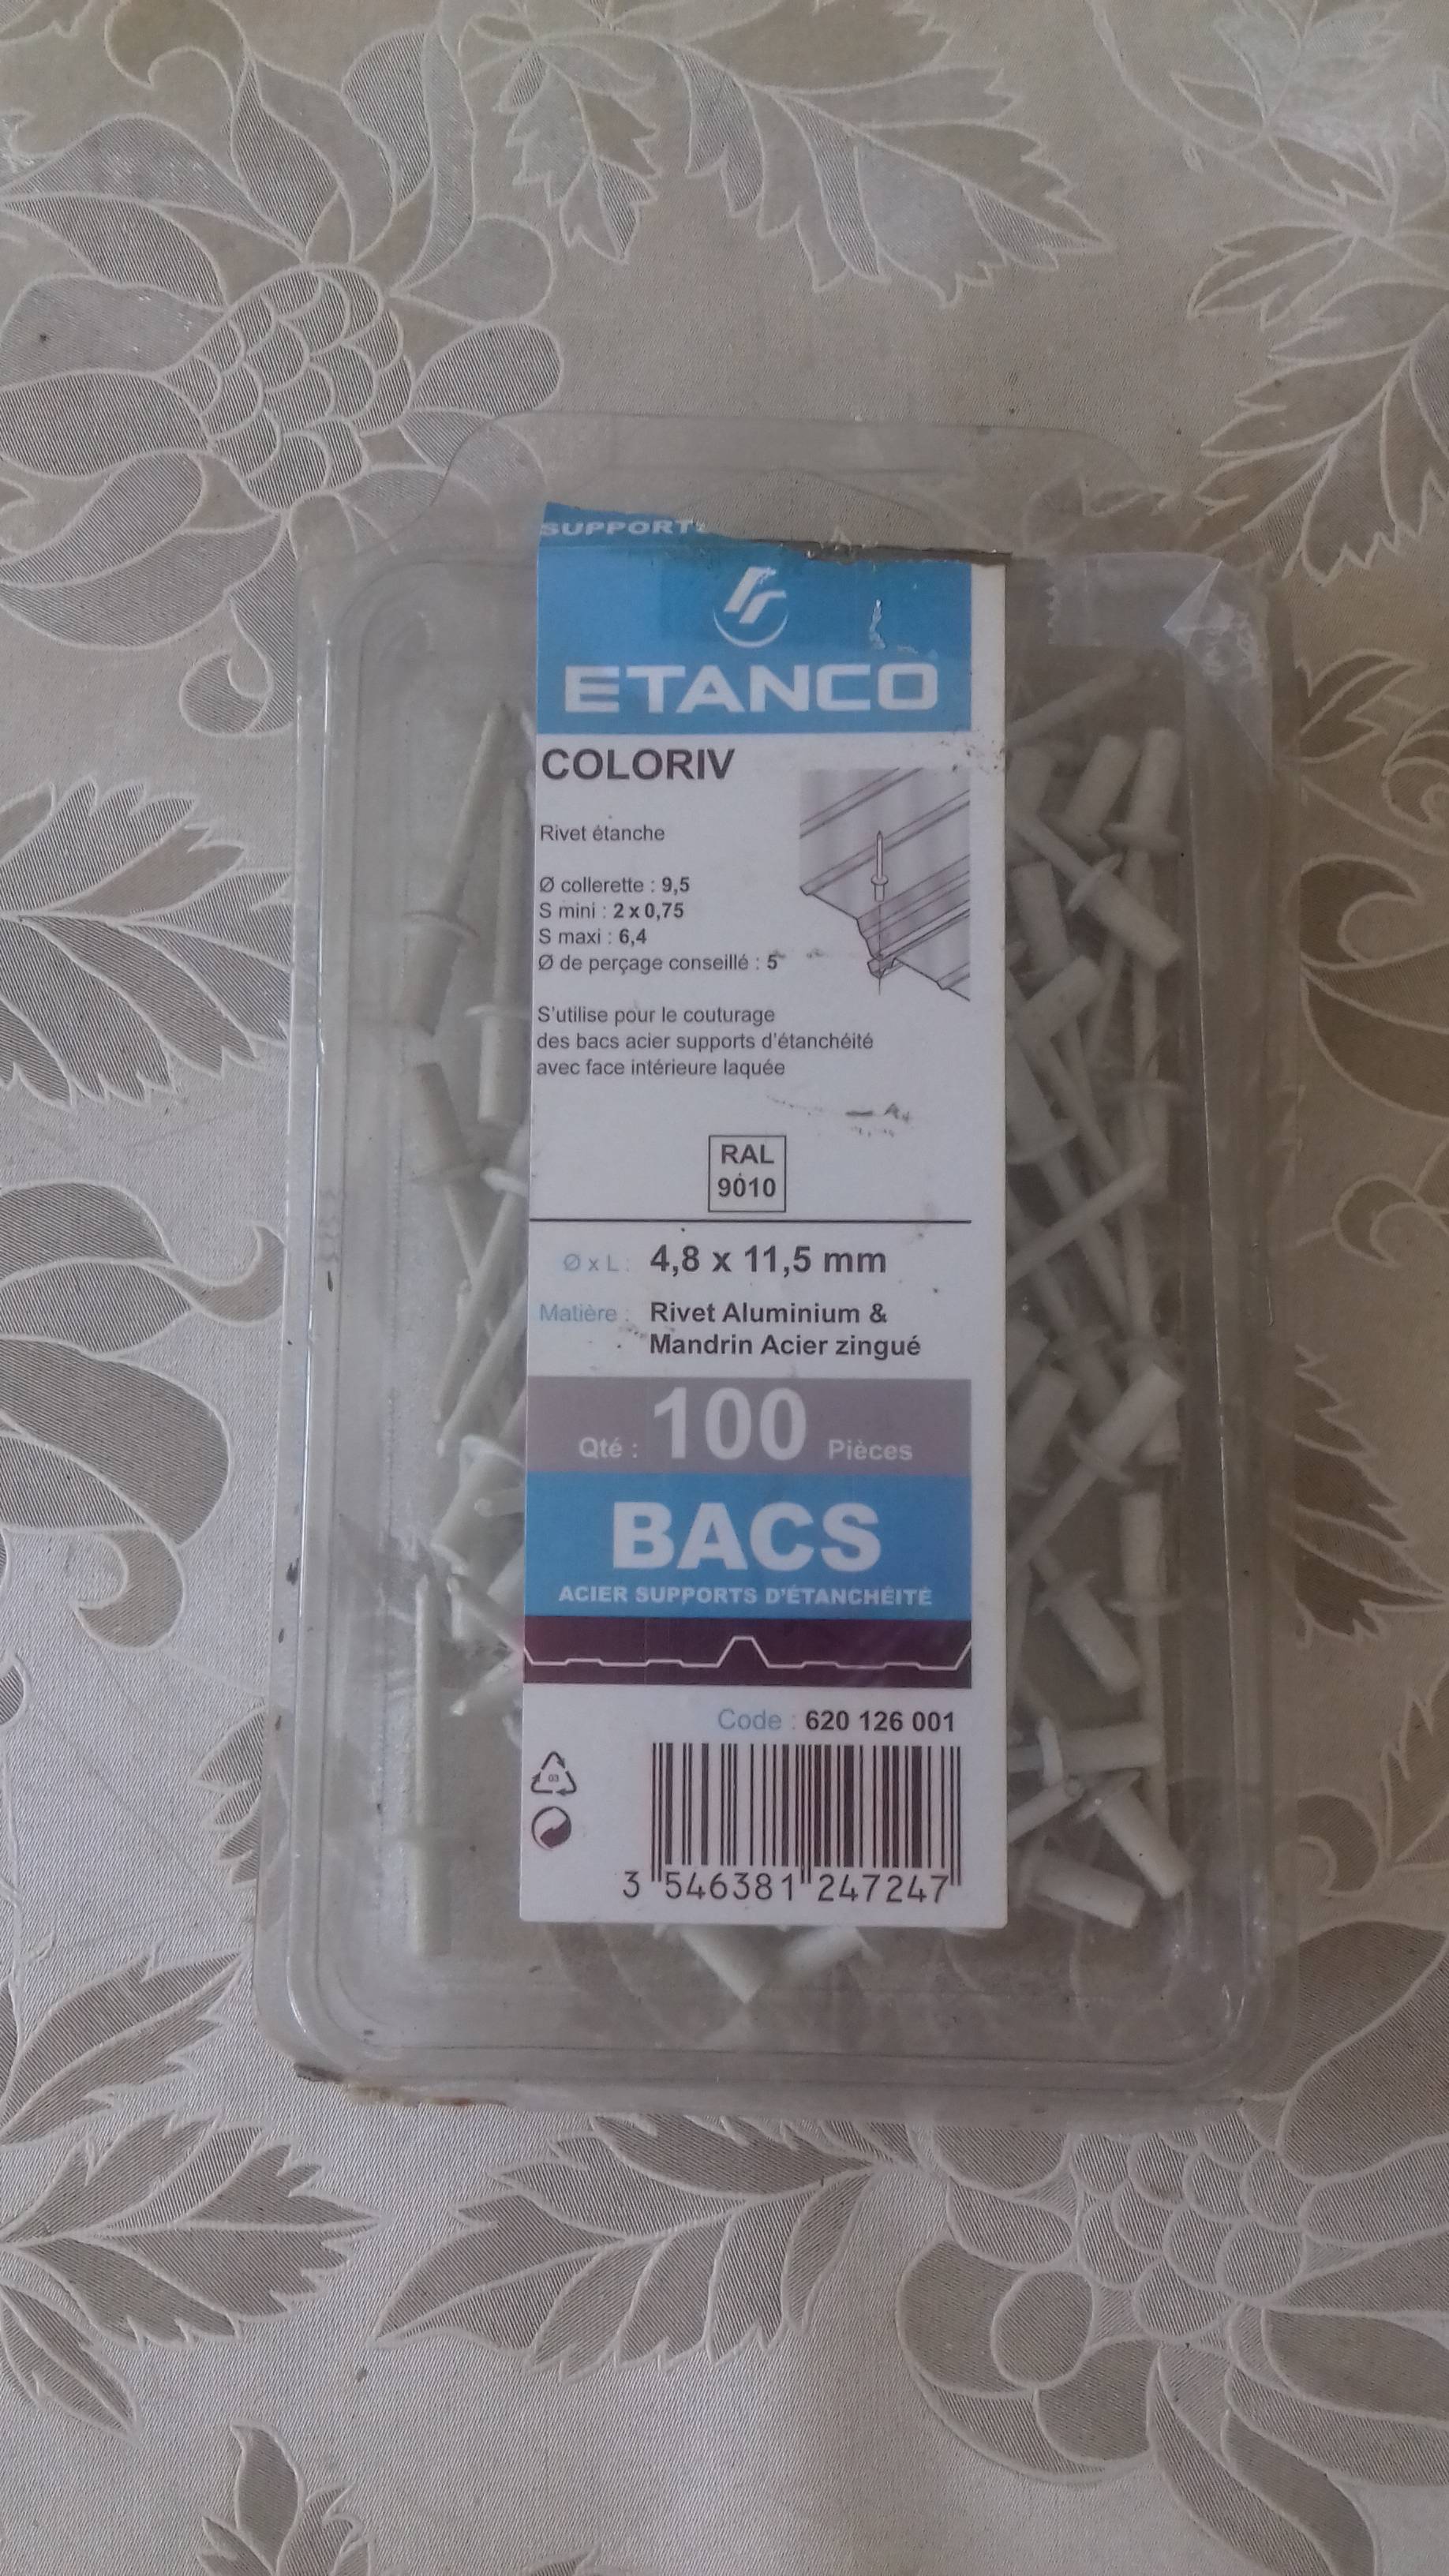 SUPPORTS
ETANCO
COLORIV
Rivet étanche
Ø collerette : 9,5
S mini : 2 x 0,75
S maxi : 6,4
Ø de perçage conseillé : 5
S'utilise pour le couturage
des bacs acier supports d'étanchéité
avec face intérieure laquée
RAL
9010
Ø x L : 4,8 x 11,5 mm
Matière : Rivet Aluminium &
Mandrin Acier zingué
Qté : 100 Pièces
BACS
ACIER SUPPORTS D'ÉTANCHÉITÉ
Code : 620 126 001
03
3 546381 247247